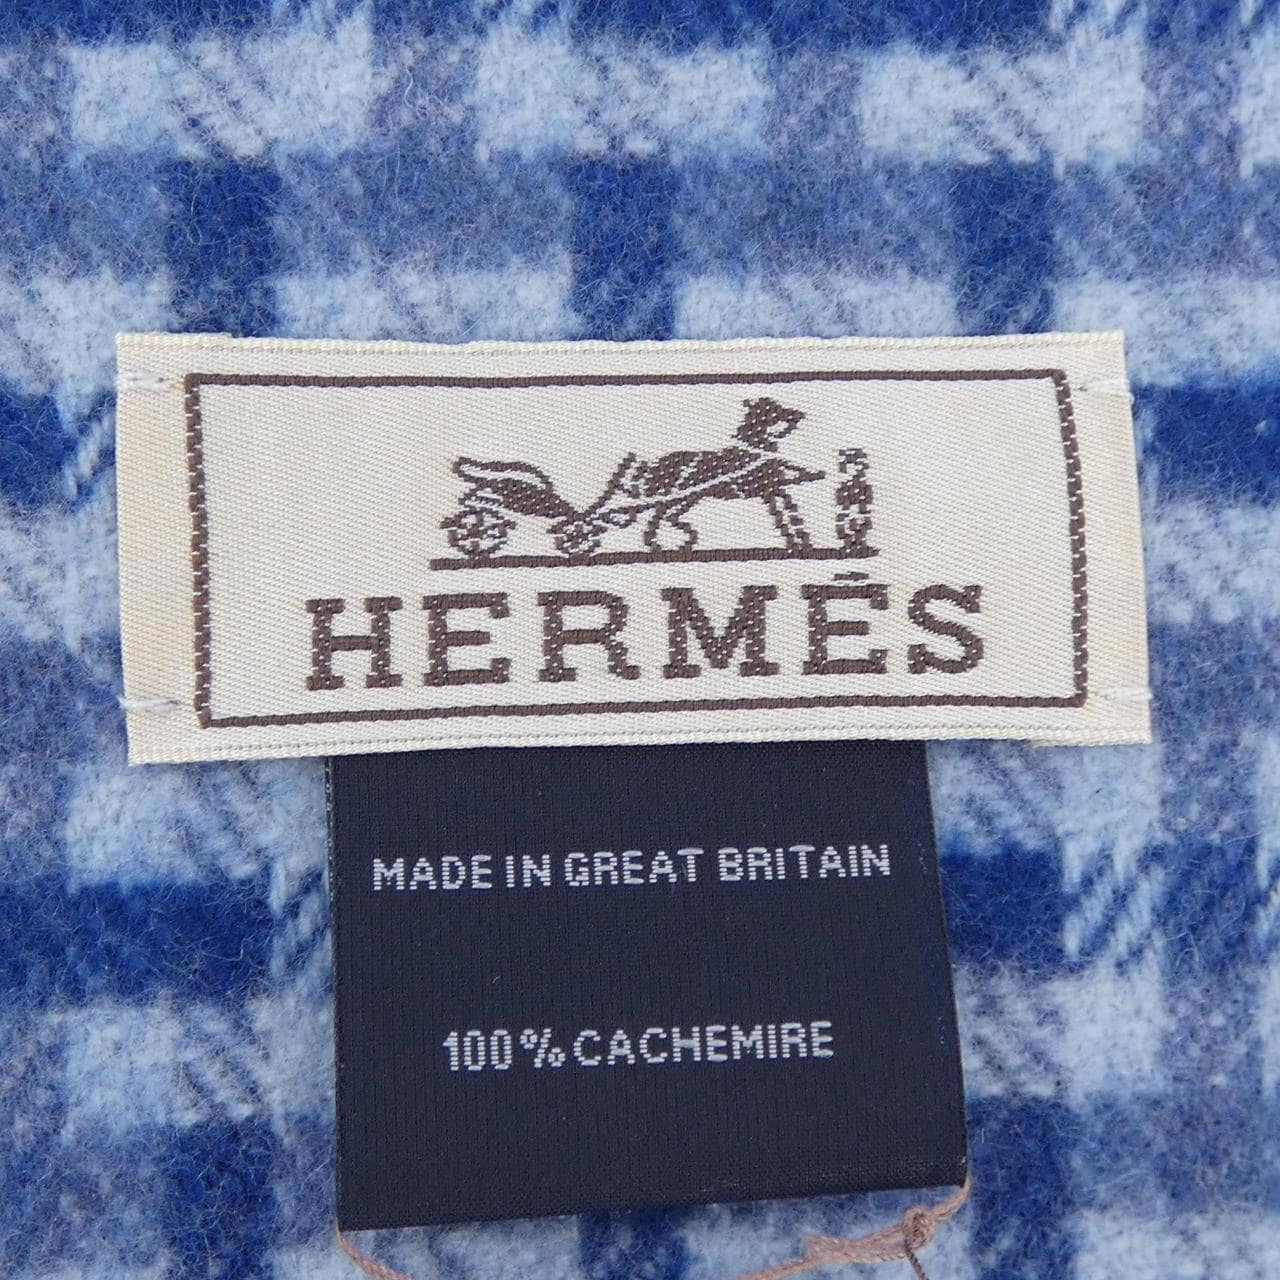 HERMÈS
MADE IN GREAT BRITAIN
100% CACHEMIRE